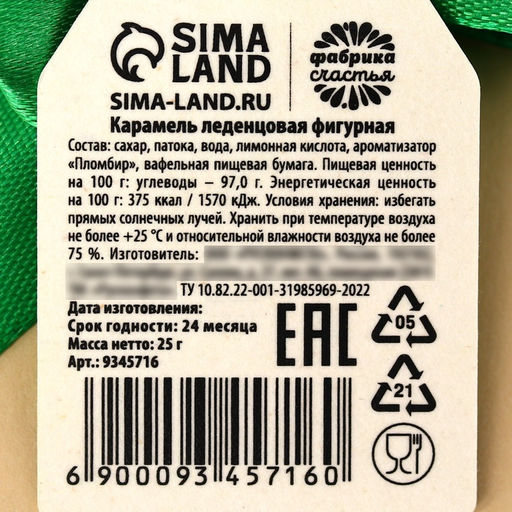 SIMA
LAND
SIMA-LAND.RU
фабрика
счастья
Карамель леденцовая фигурная
Состав: сахар, патока, вода, лимонная кислота, ароматизатор
«Пломбир», вафельная пищевая бумага. Пищевая ценность
на 100 г: углеводы – 97,0 г. Энергетическая ценность
на 100 г: 375 ккал / 1570 кДж. Условия хранения: избегать
прямых солнечных лучей. Хранить при температуре воздуха
не более +25 °С и относительной влажности воздуха не более
75 %. Изготовитель:
ТУ 10.82.22-001-31985969-2022
Дата изготовления:
Срок годности: 24 месяца
Масса нетто: 25 г
Арт.: 9345716
EAC
05
21
6 900093 457160